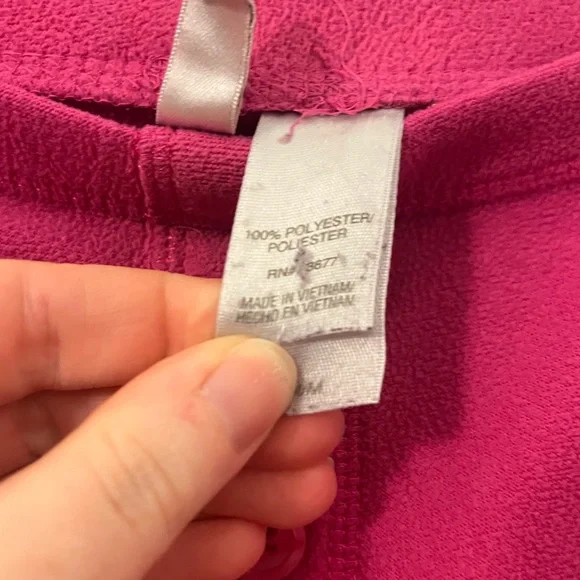 100% POLYESTER/
POLIESTER
RN#
MADE IN VIETNAM/
HECHO EN VIETNAM